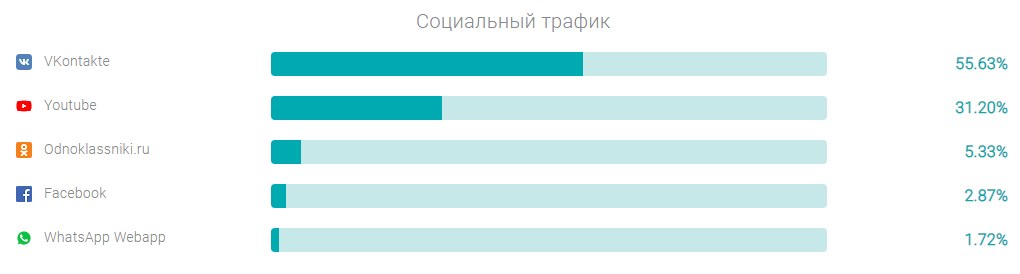 Социальный трафик
VKontakte 55.63%
Youtube 31.20%
Odnoklassniki.ru 5.33%
Facebook 2.87%
WhatsApp Webapp 1.72%